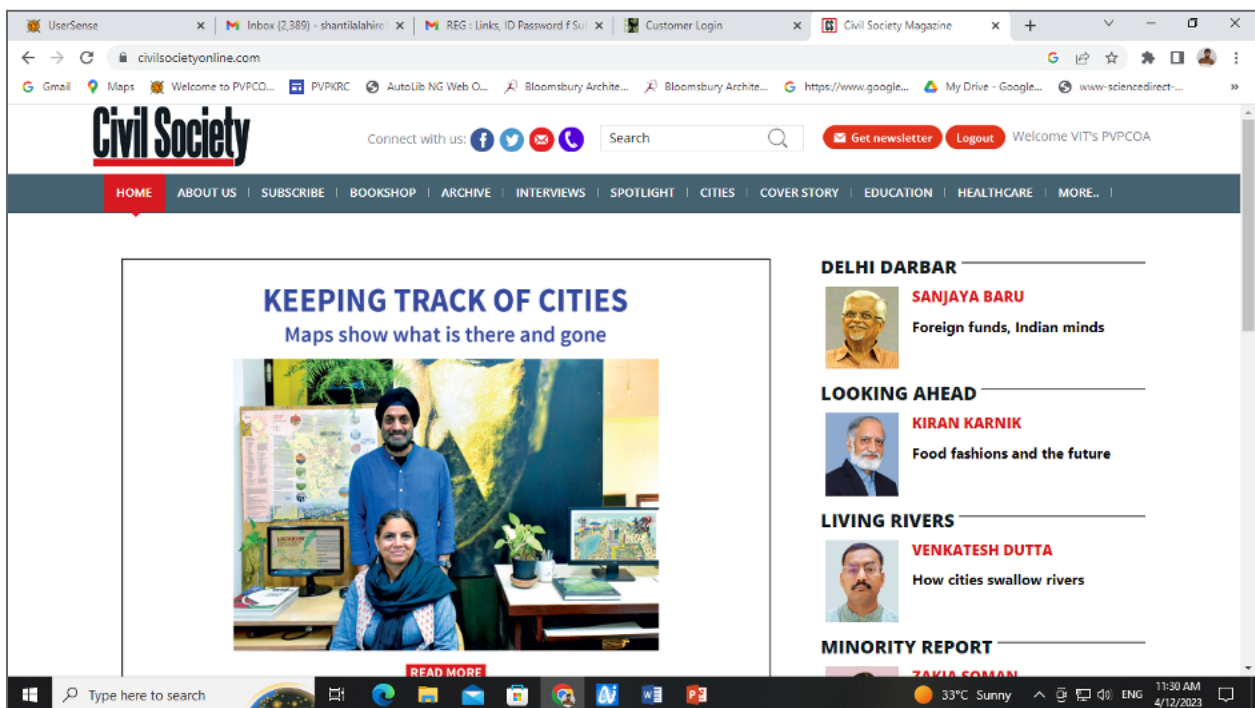 UserSense
Inbox (2,389) - shantilalahire
REG : Links, ID Password f Sul
Customer Login
Civil Society Magazine
civilsocietyonline.com
Gmail
Maps
Welcome to PVPCO...
PVPKRC
AutoLib NG Web O...
Bloomsbury Archite...
Bloomsbury Archite...
https://www.google...
My Drive - Google...
www-sciencedirect-...
Civil Society
Connect with us:
Search
Get newsletter
Logout
Welcome VIT's PVPCOA
HOME
ABOUT US
SUBSCRIBE
BOOKSHOP
ARCHIVE
INTERVIEWS
SPOTLIGHT
CITIES
COVER STORY
EDUCATION
HEALTHCARE
MORE..
KEEPING TRACK OF CITIES
Maps show what is there and gone
READ MORE
DELHI DARBAR
SANJAYA BARU
Foreign funds, Indian minds
LOOKING AHEAD
KIRAN KARNIK
Food fashions and the future
LIVING RIVERS
VENKATESH DUTTA
How cities swallow rivers
MINORITY REPORT
ZAKIA SOMAN
Type here to search
33°C Sunny
ENG
11:30 AM
4/12/2023